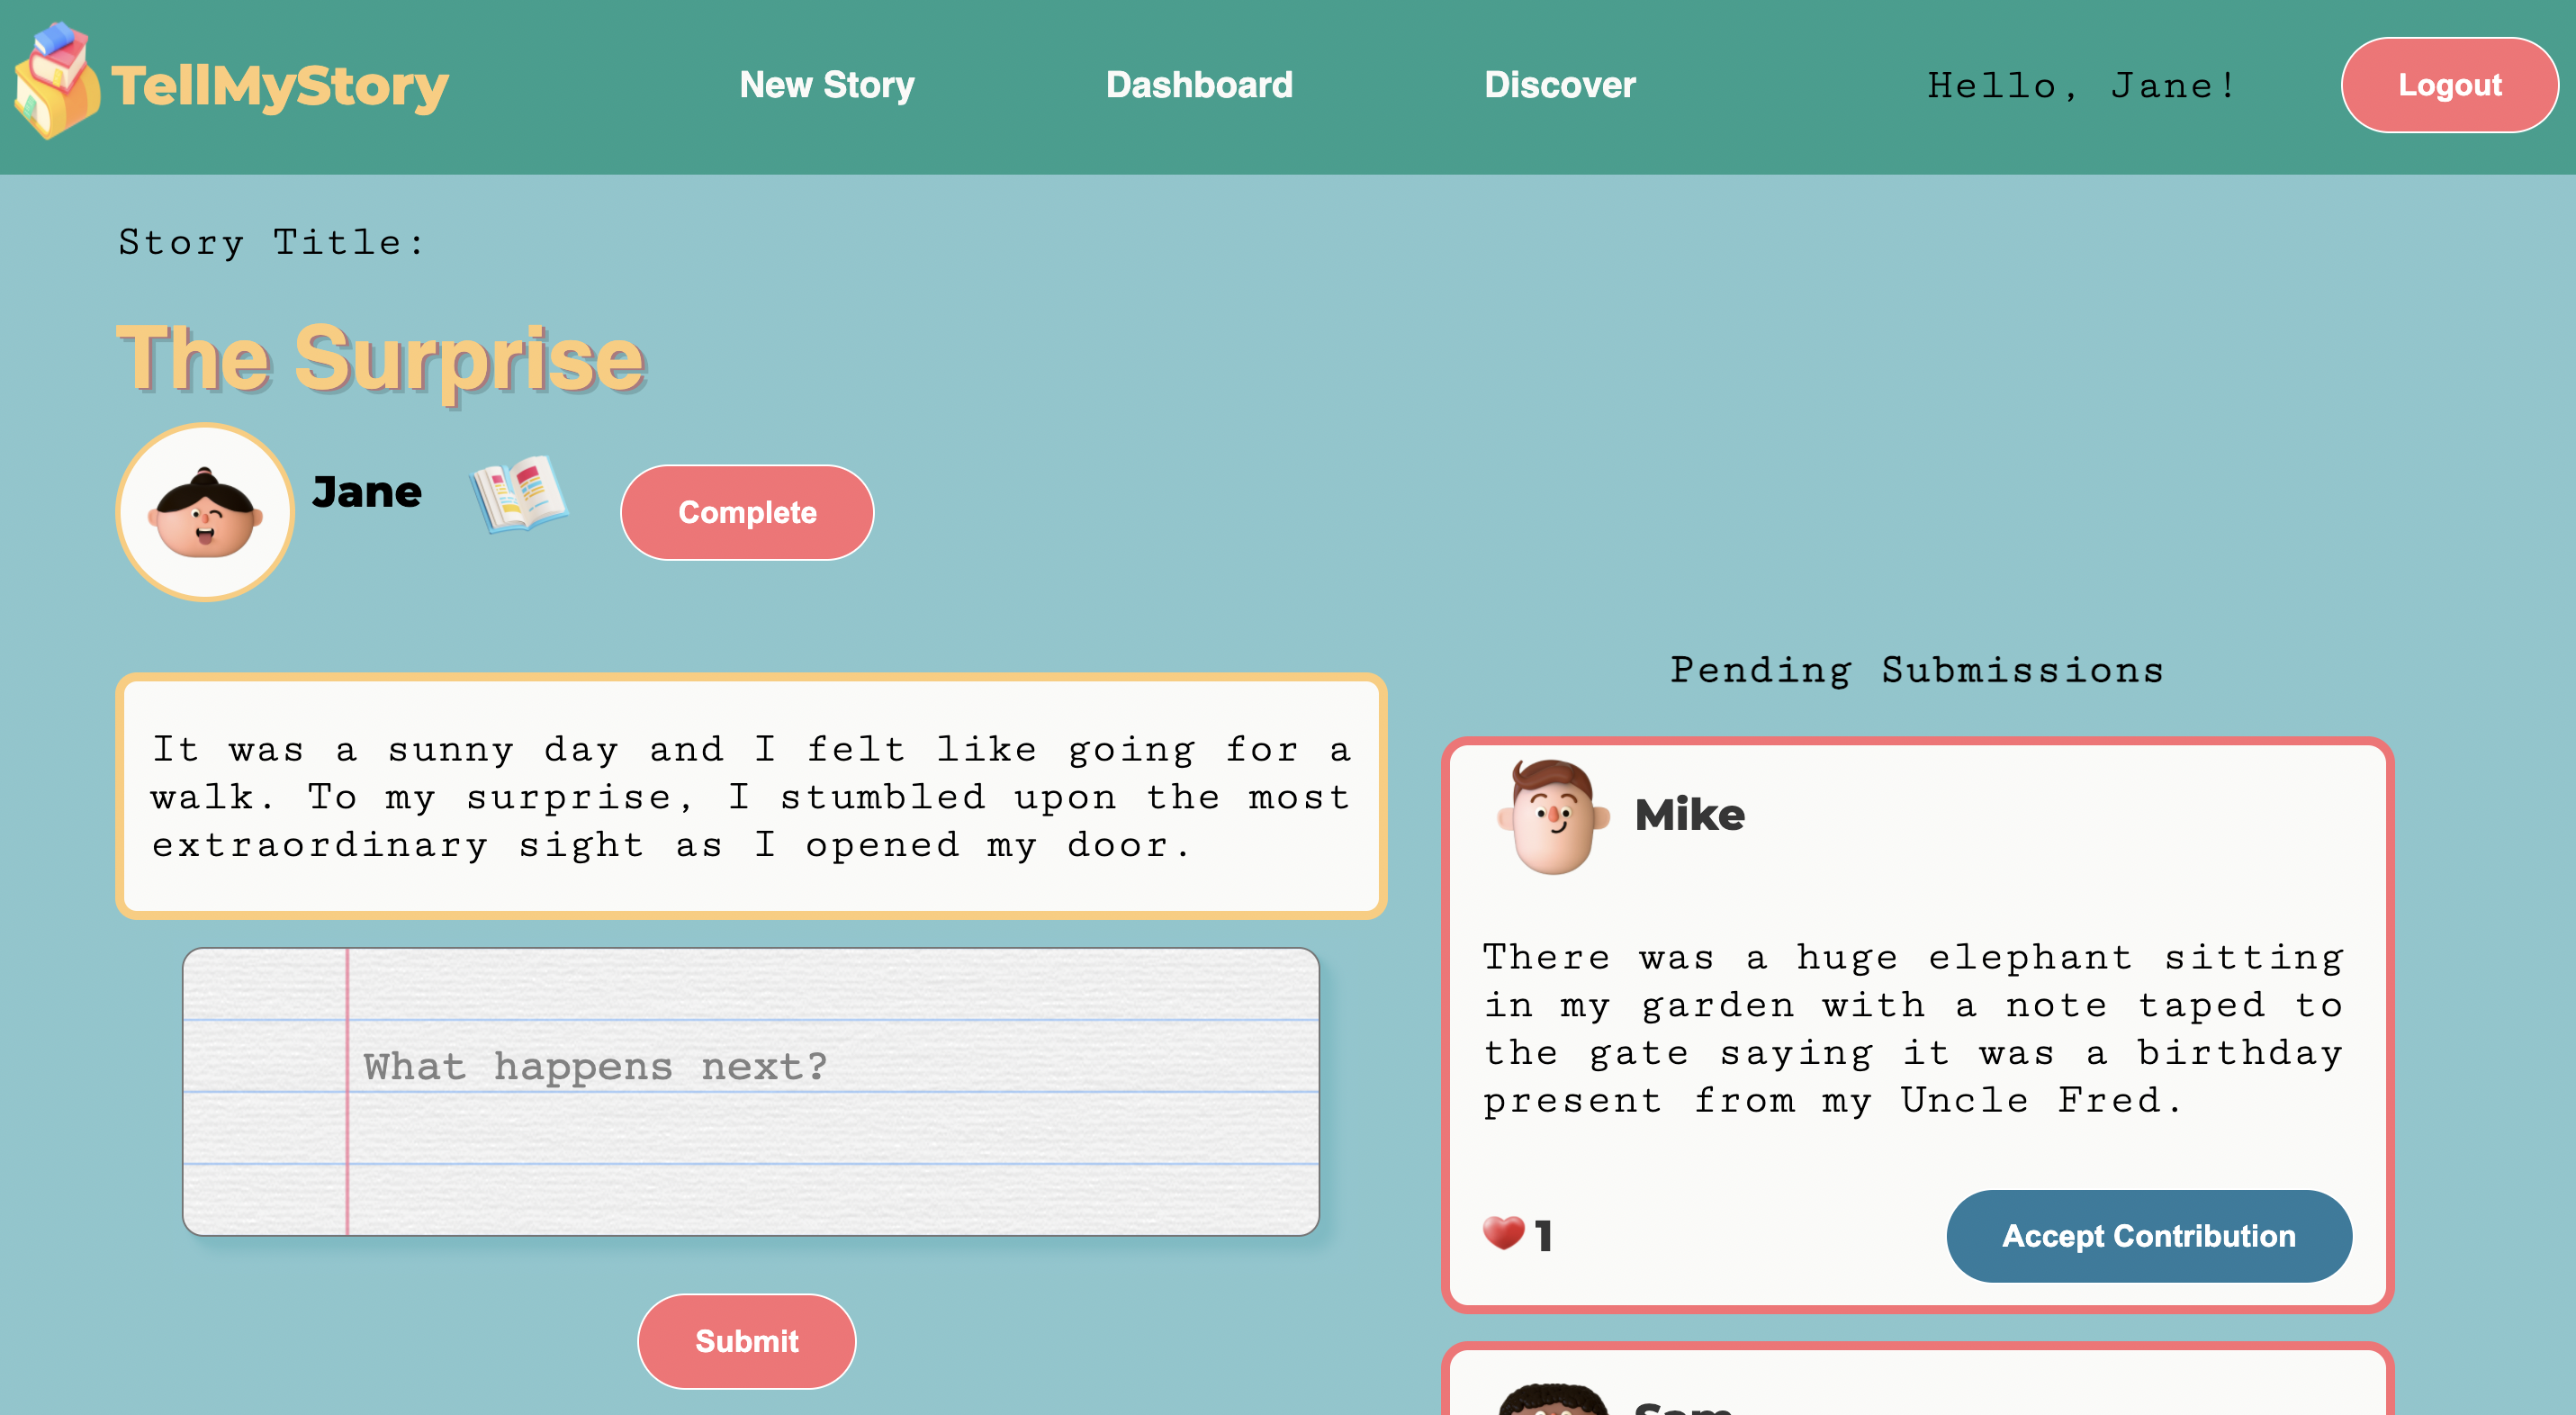 TellMyStory
New Story
Dashboard
Discover
Hello, Jane!
Logout
Story Title:
The Surprise
Jane
Complete
It was a sunny day and I felt like going for a
walk. To my surprise, I stumbled upon the most
extraordinary sight as I opened my door.
What happens next?
Submit
Pending Submissions
Mike
There was a huge elephant sitting
in my garden with a note taped to
the gate saying it was a birthday
present from my Uncle Fred.
1
Accept Contribution
Sam